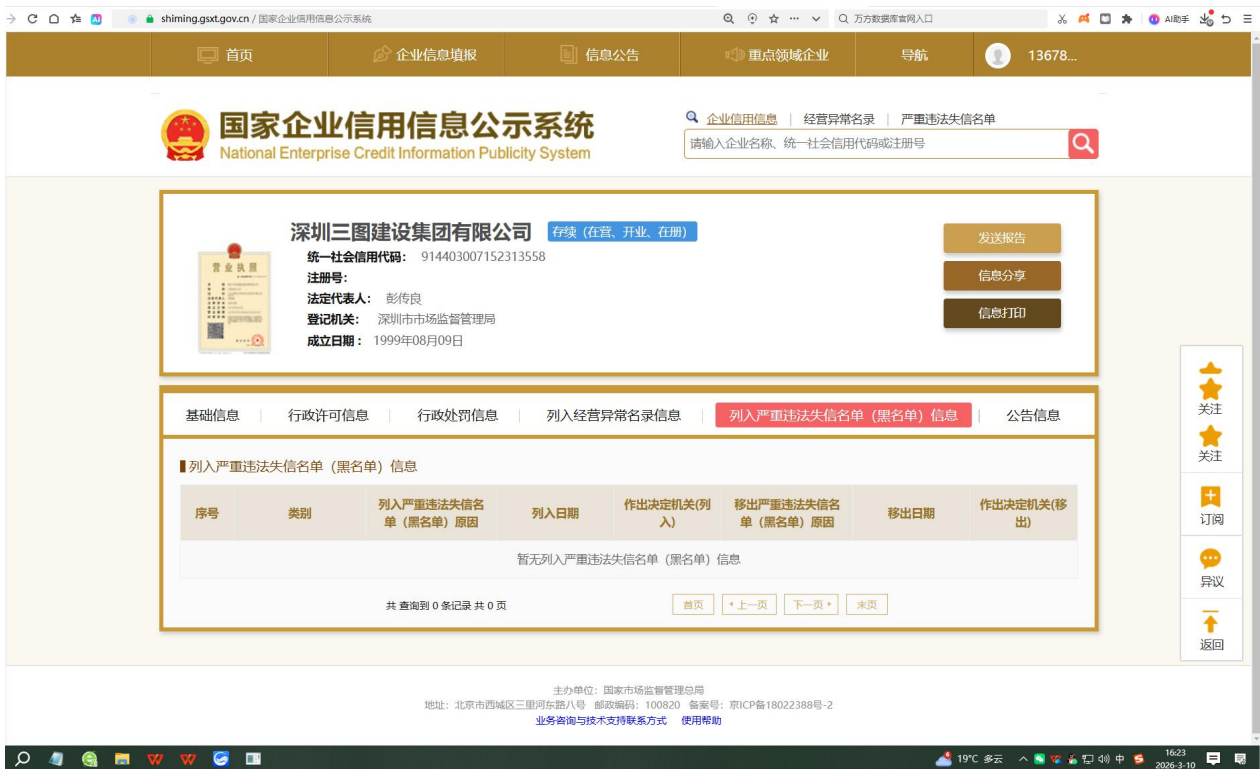 shiming.gsxt.gov.cn / 国家企业信用信息公示系统
万方数据库官网入口
AI助手
首页
企业信息填报
信息公告
重点领域企业
导航
13678...
国家企业信用信息公示系统
National Enterprise Credit Information Publicity System
企业信用信息 | 经营异常名录 | 严重违法失信名单
请输入企业名称、统一社会信用代码或注册号
深圳三图建设集团有限公司 存续（在营、开业、在册）
统一社会信用代码： 914403007152313558
注册号：
法定代表人： 彭传良
登记机关： 深圳市市场监督管理局
成立日期： 1999年08月09日
营业执照
发送报告
信息分享
信息打印
基础信息 | 行政许可信息 | 行政处罚信息 | 列入经营异常名录信息 | 列入严重违法失信名单（黑名单）信息 | 公告信息
列入严重违法失信名单（黑名单）信息
序号
类别
列入严重违法失信名
单（黑名单）原因
列入日期
作出决定机关(列
入)
移出严重违法失信名
单（黑名单）原因
移出日期
作出决定机关(移
出)
暂无列入严重违法失信名单（黑名单）信息
共 查询到 0 条记录 共 0 页
首页
上一页
下一页
末页
关注
关注
订阅
异议
返回
主办单位：国家市场监督管理总局
地址：北京市西城区三里河东路八号 邮政编码：100820 备案号：京ICP备18022388号-2
业务咨询与技术支持联系方式 使用帮助
19°C 多云
中
16:23
2026-3-10